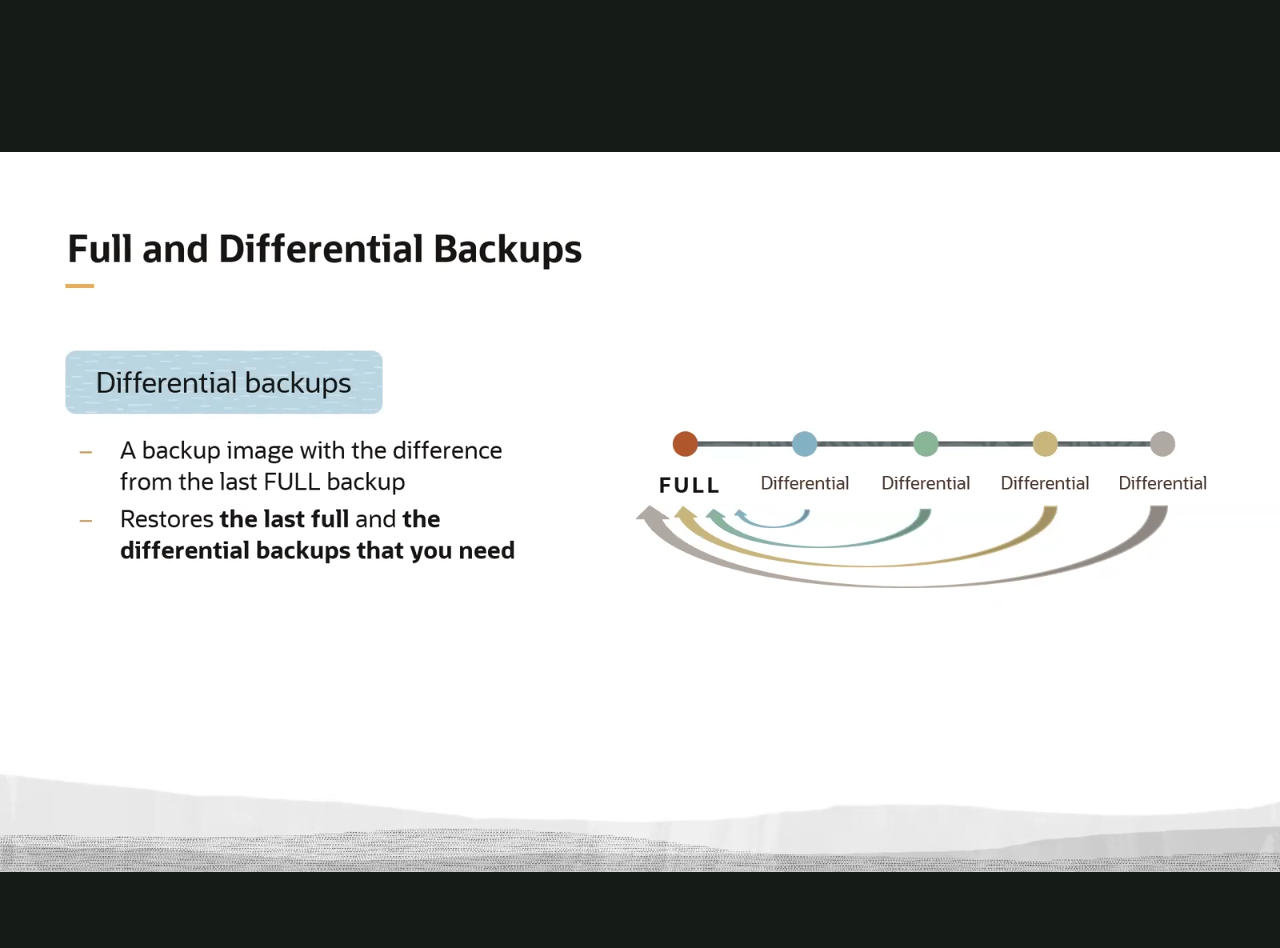 Full and Differential Backups
Differential backups
– A backup image with the difference
from the last FULL backup
– Restores the last full and the
differential backups that you need
FULL Differential Differential Differential Differential